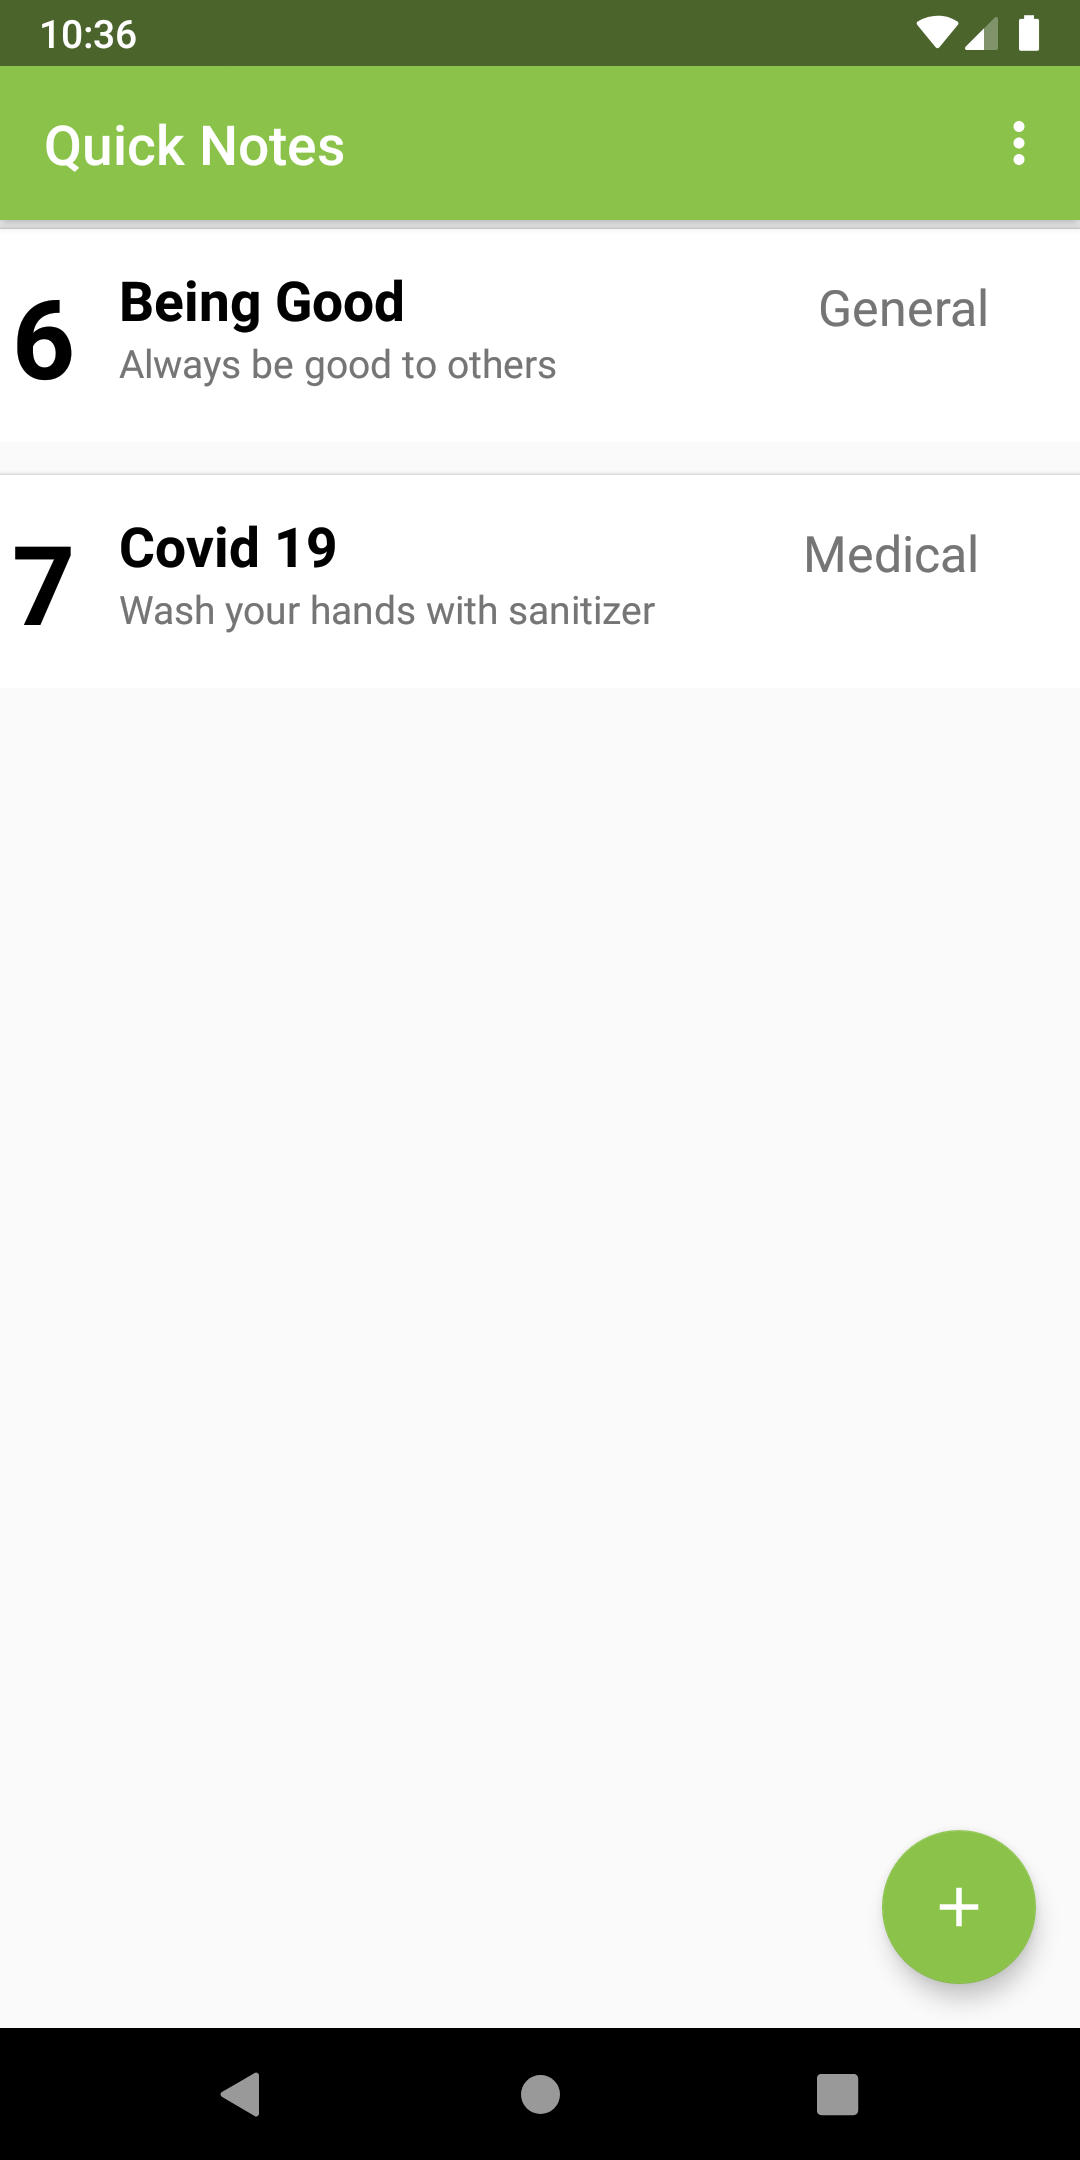 10:36
Quick Notes
6
Being Good
General
Always be good to others
7
Covid 19
Medical
Wash your hands with sanitizer